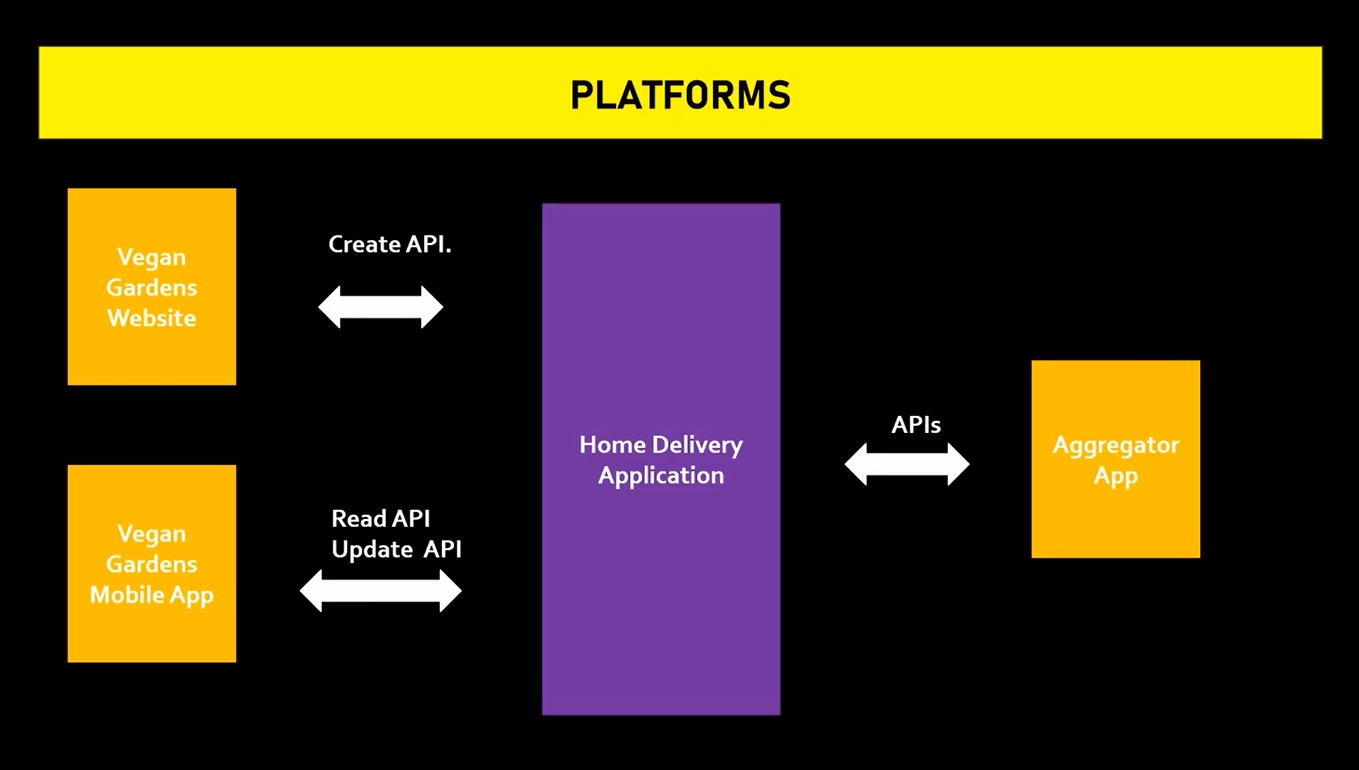 PLATFORMS
Vegan
Gardens
Website
Create API.
Vegan
Gardens
Mobile App
Read API
Update  API
Home Delivery
Application
APIs
Aggregator
App